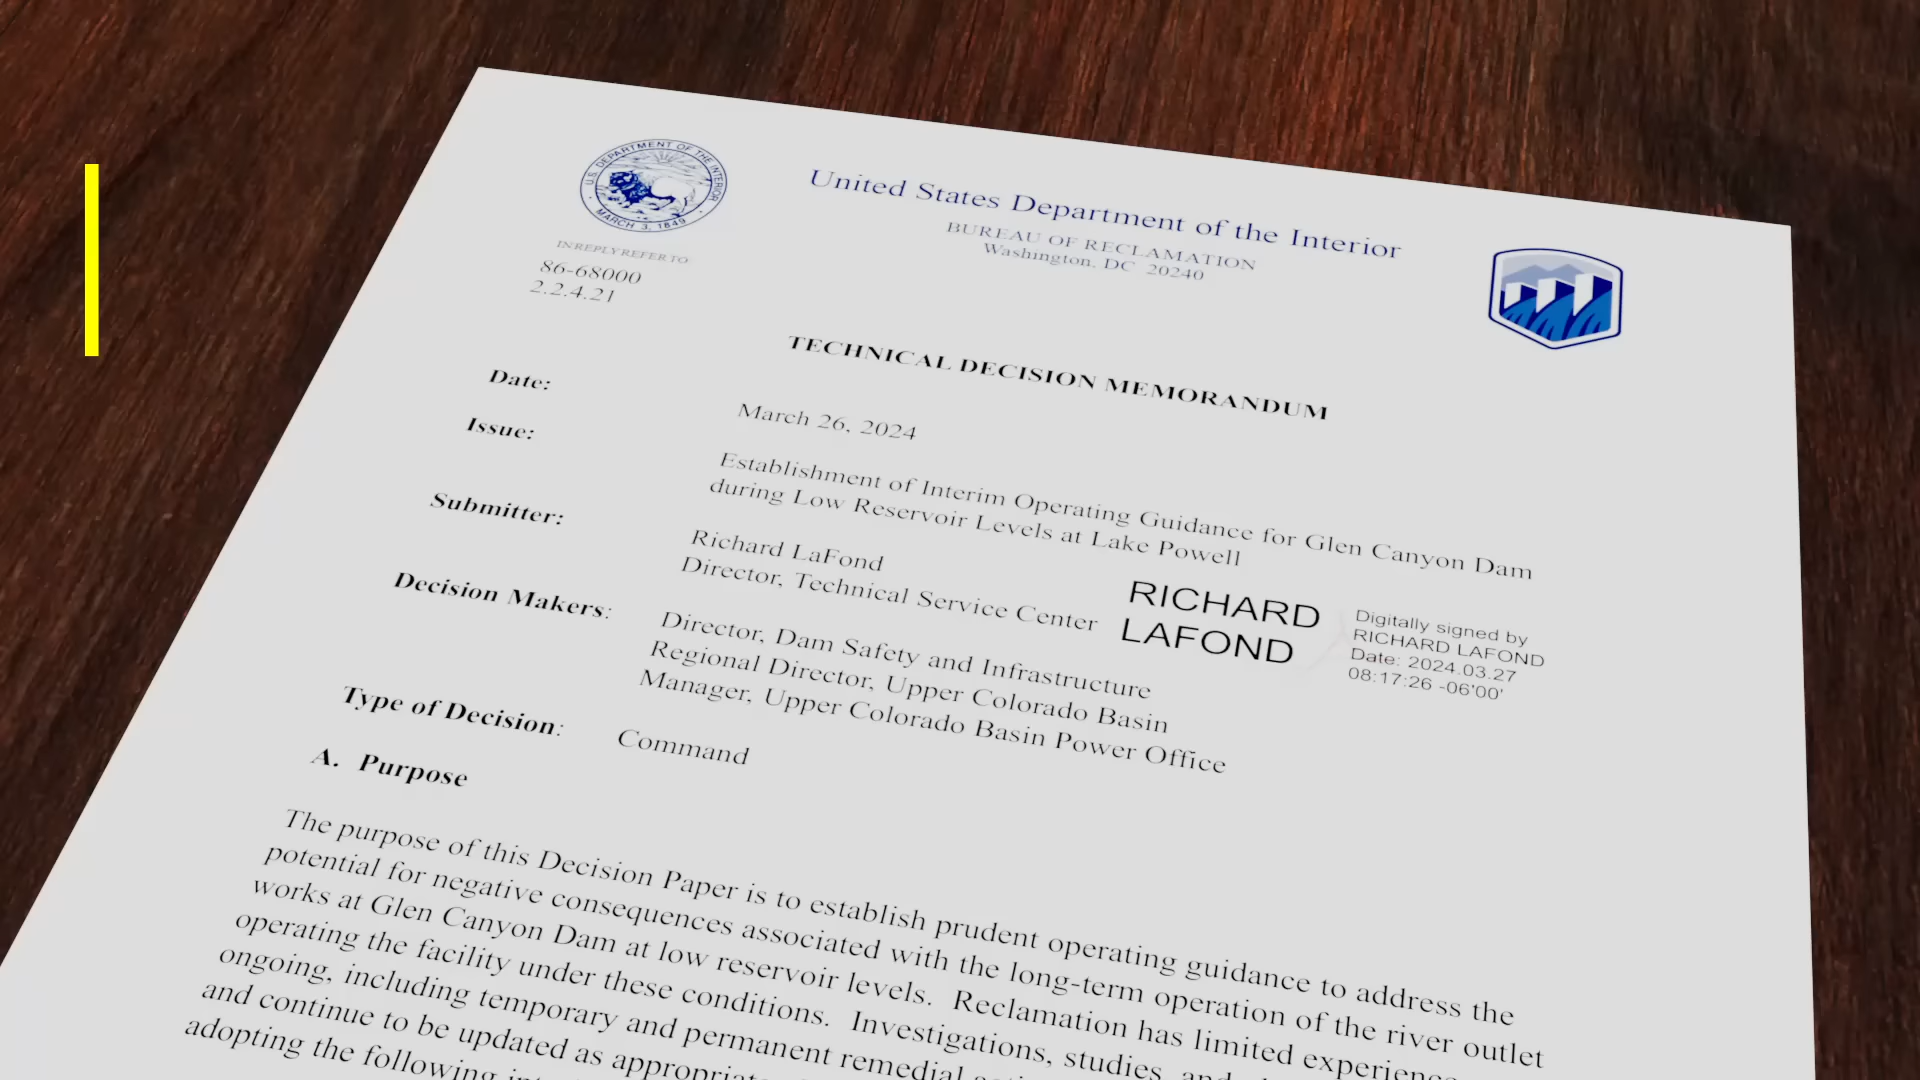 U.S. DEPARTMENT OF THE INTERIOR
MARCH 3, 1849
IN REPLY REFER TO
86-68000
2.2.4.21
United States Department of the Interior
BUREAU OF RECLAMATION
Washington, DC 20240
TECHNICAL DECISION MEMORANDUM
Date:
March 26, 2024
Issue:
Establishment of Interim Operating Guidance for Glen Canyon Dam
during Low Reservoir Levels at Lake Powell
Submitter:
Richard LaFond
Director, Technical Service Center
RICHARD
LAFOND
Digitally signed by
RICHARD LAFOND
Date: 2024.03.27
08:17:26 -06'00'
Decision Makers:
Director, Dam Safety and Infrastructure
Regional Director, Upper Colorado Basin
Manager, Upper Colorado Basin Power Office
Type of Decision:
Command
A. Purpose
The purpose of this Decision Paper is to establish prudent operating guidance to address the
potential for negative consequences associated with the long-term operation of the river outlet
works at Glen Canyon Dam at low reservoir levels. Reclamation has limited
operating the facility under these conditions. Investigations, studies,
ongoing, including temporary and permanent remedial
and continue to be updated as
adopting the following